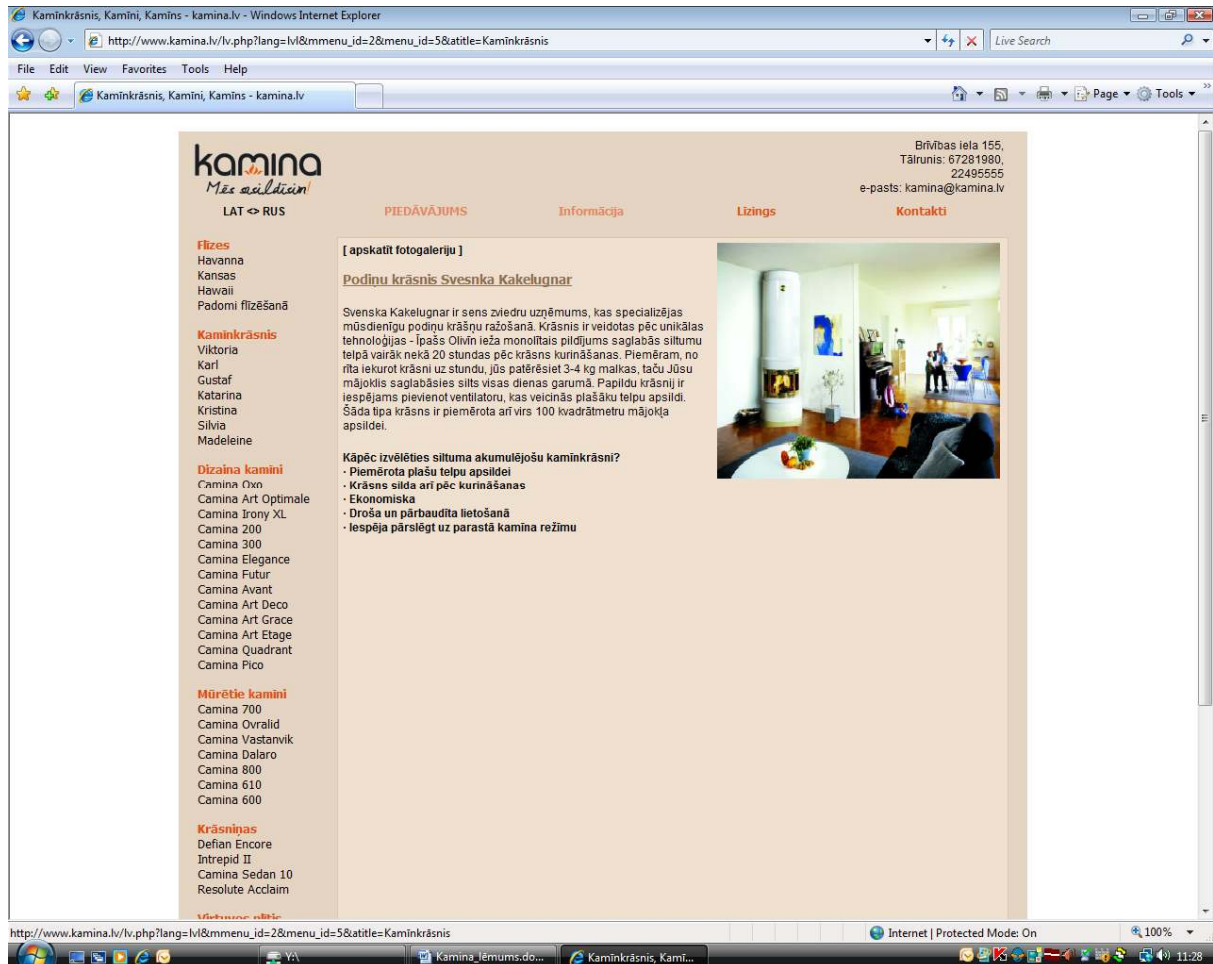 Kamīnkrāsnis, Kamīni, Kamīns - kamina.lv - Windows Internet Explorer
http://www.kamina.lv/lv.php?lang=lvl&mmenu_id=2&menu_id=5&atitle=Kamīnkrāsnis
Live Search
File Edit View Favorites Tools Help
Kamīnkrāsnis, Kamīni, Kamīns - kamina.lv
Page Tools
kamina
Mēs
Brīvības iela 155,
Tālrunis: 67281980,
22495555
e-pasts: kamina@kamina.lv
LAT <> RUS PIEDĀVĀJUMS Informācija Līzings Kontakti
Flīzes
Havanna
Kansas
Hawaii
Padomi flīzēšanā
Kamīnkrāsnis
Viktoria
Karl
Gustaf
Katarina
Kristina
Silvia
Madeleine
Dizaina kamīni
Camina Oxo
Camina Art Optimale
Camina Irony XL
Camina 200
Camina 300
Camina Elegance
Camina Futur
Camina Avant
Camina Art Deco
Camina Art Grace
Camina Art Etage
Camina Quadrant
Camina Pico
Mūrētie kamīni
Camina 700
Camina Ovralid
Camina Vastanvik
Camina Dalaro
Camina 800
Camina 610
Camina 600
Krāsniņas
Defian Encore
Intrepid II
Camina Sedan 10
Resolute Acclaim
Virtuves plītis
[ apskatīt fotogaleriju ]
Podiņu krāsnis Svesnka Kakelugnar
Svenska Kakelugnar ir sens zviedru uzņēmums, kas specializējas
mūsdienīgu podiņu krāšņu ražošanā. Krāsnis ir veidotas pēc unikālas
tehnoloģijas - Īpašs Olivīn ieža monolītais pildījums saglabās siltumu
telpā vairāk nekā 20 stundas pēc krāsns kurināšanas. Piemēram, no
rīta iekurot krāsni uz stundu, jūs patērēsiet 3-4 kg malkas, taču Jūsu
mājoklis saglabāsies silts visas dienas garumā. Papildu krāsnij ir
iespējams pievienot ventilatoru, kas veicinās plašāku telpu apsildi.
Šāda tipa krāsns ir piemērota arī virs 100 kvadrātmetru mājokļa
apsildei.
Kāpēc izvēlēties siltuma akumulējošu kamīnkrāsni?
· Piemērota plašu telpu apsildei
· Krāsns silda arī pēc kurināšanas
· Ekonomiska
· Droša un pārbaudīta lietošanā
· Iespēja pārslēgt uz parastā kamīna režīmu
http://www.kamina.lv/lv.php?lang=lvl&mmenu_id=2&menu_id=5&atitle=Kamīnkrāsnis
Internet | Protected Mode: On 100%
Y:\ Kamina_lēmums.do... Kamīnkrāsnis, Kamī... 11:28